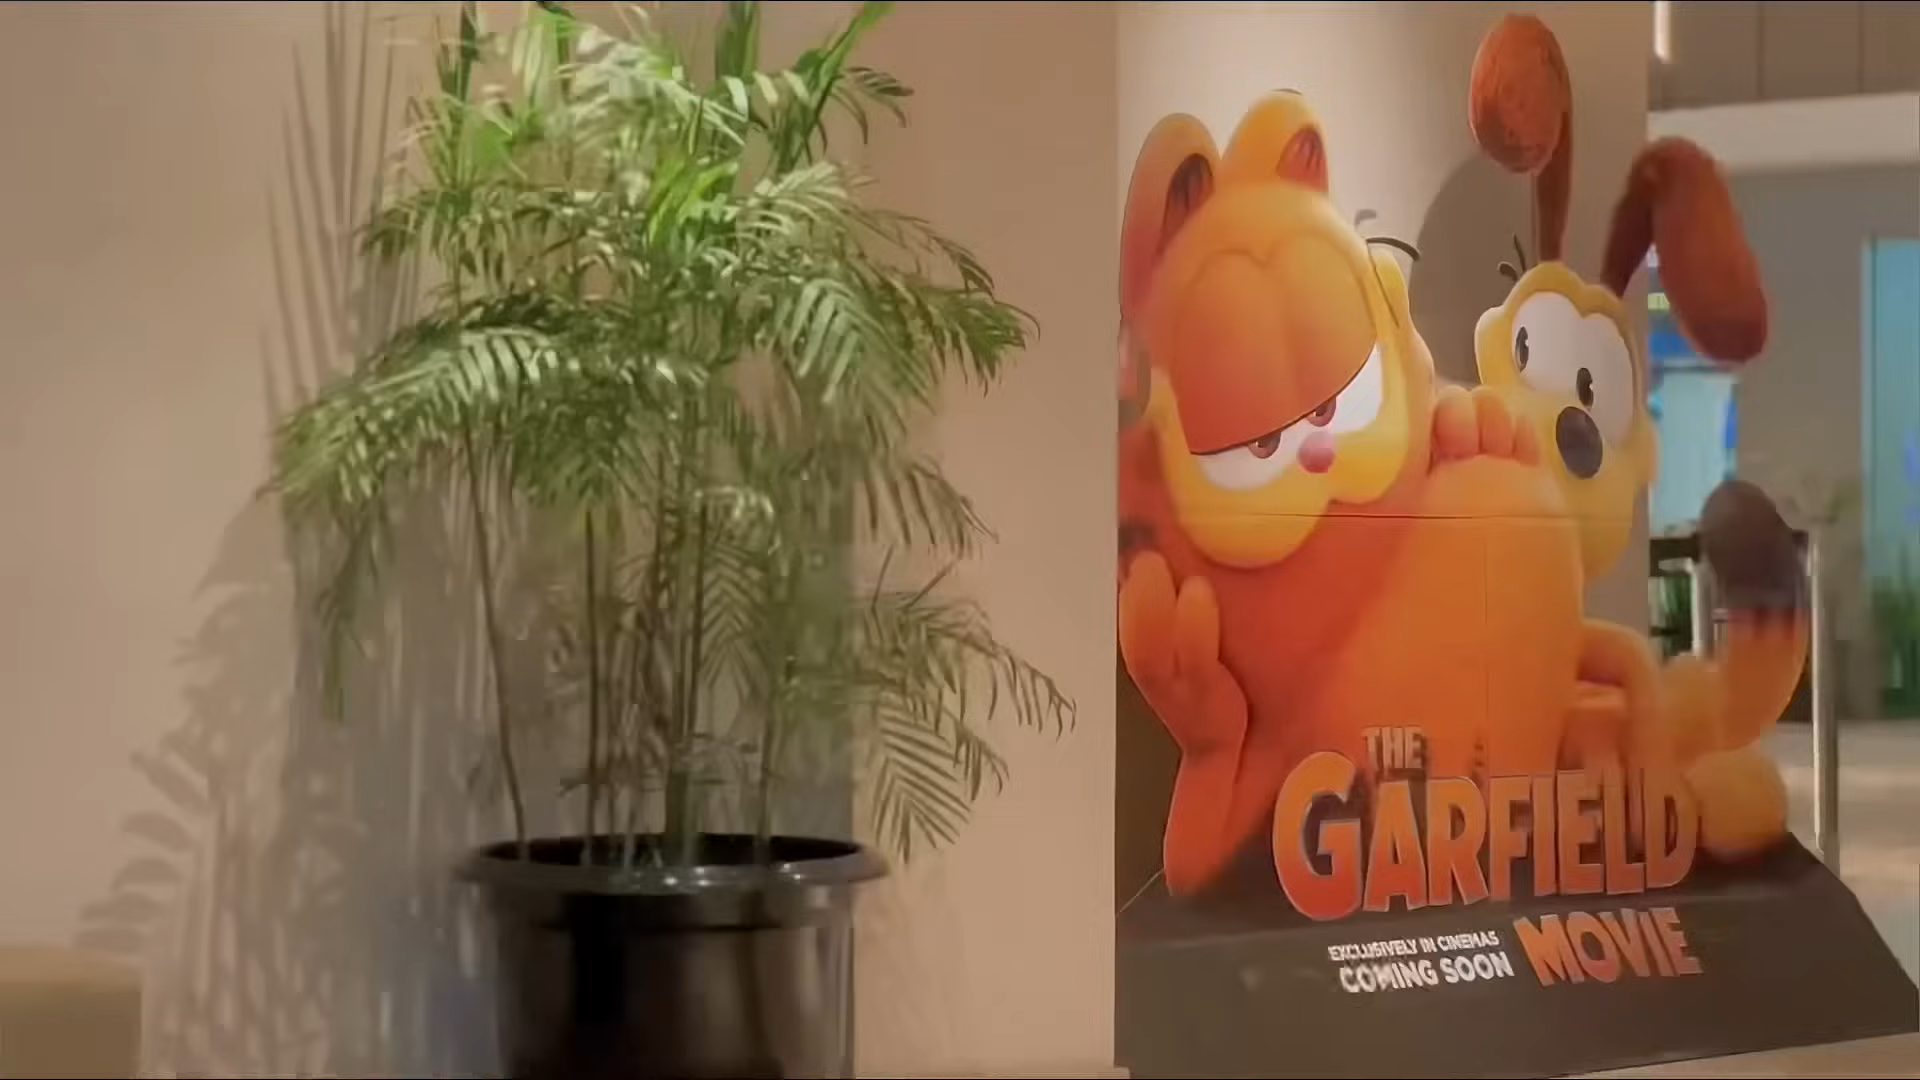 THE
GARFIELD
MOVIE
EXCLUSIVELY IN CINEMAS
COMING SOON